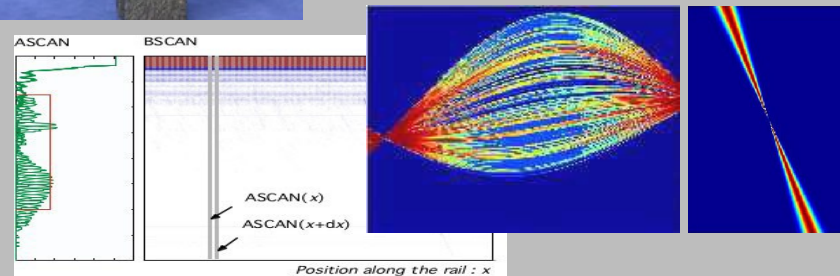 ASCAN
BSCAN
ASCAN(x)
ASCAN(x+dx)
Position along the rail : x